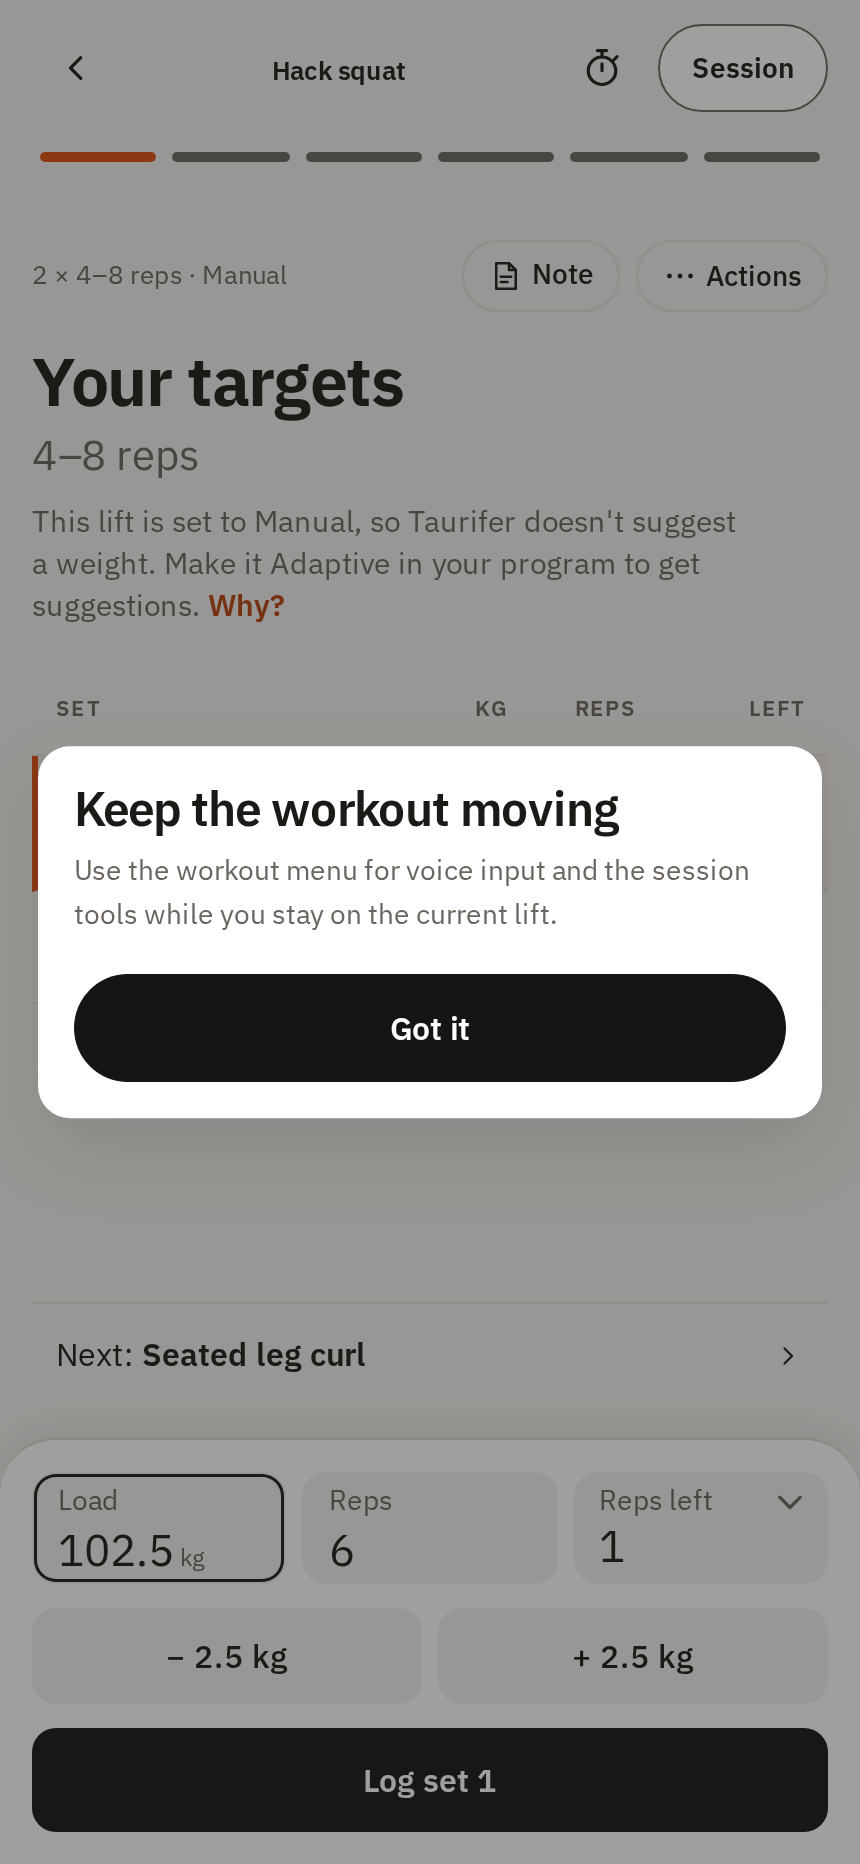 Hack squat
Session
2 × 4–8 reps · Manual
Note
Actions
Your targets
4–8 reps
This lift is set to Manual, so Taurifer doesn't suggest
a weight. Make it Adaptive in your program to get
suggestions. Why?
SET KG REPS LEFT
Keep the workout moving
Use the workout menu for voice input and the session
tools while you stay on the current lift.
Got it
Next: Seated leg curl
Load Reps Reps left
102.5 kg 6 1
− 2.5 kg + 2.5 kg
Log set 1